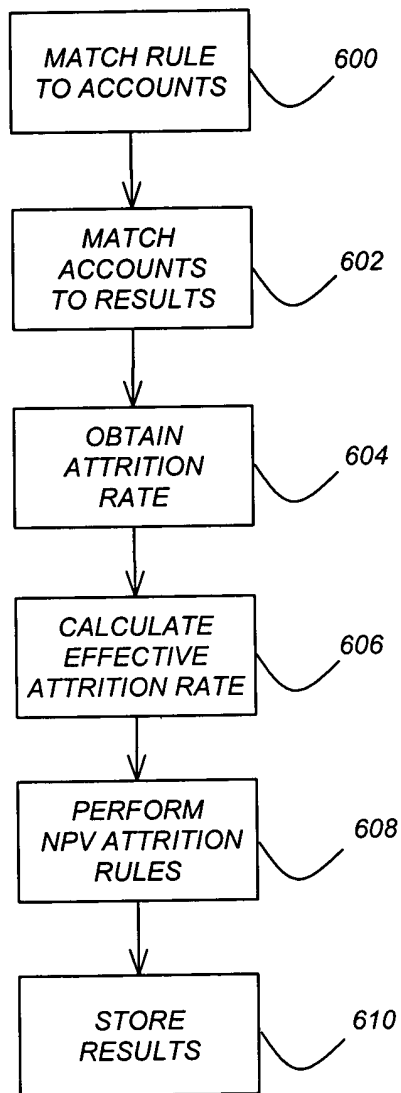 MATCH RULE
TO ACCOUNTS
600
MATCH
ACCOUNTS
TO RESULTS
602
OBTAIN
ATTRITION
RATE
604
CALCULATE
EFFECTIVE
ATTRITION RATE
606
PERFORM
NPV ATTRITION
RULES
608
STORE
RESULTS
610